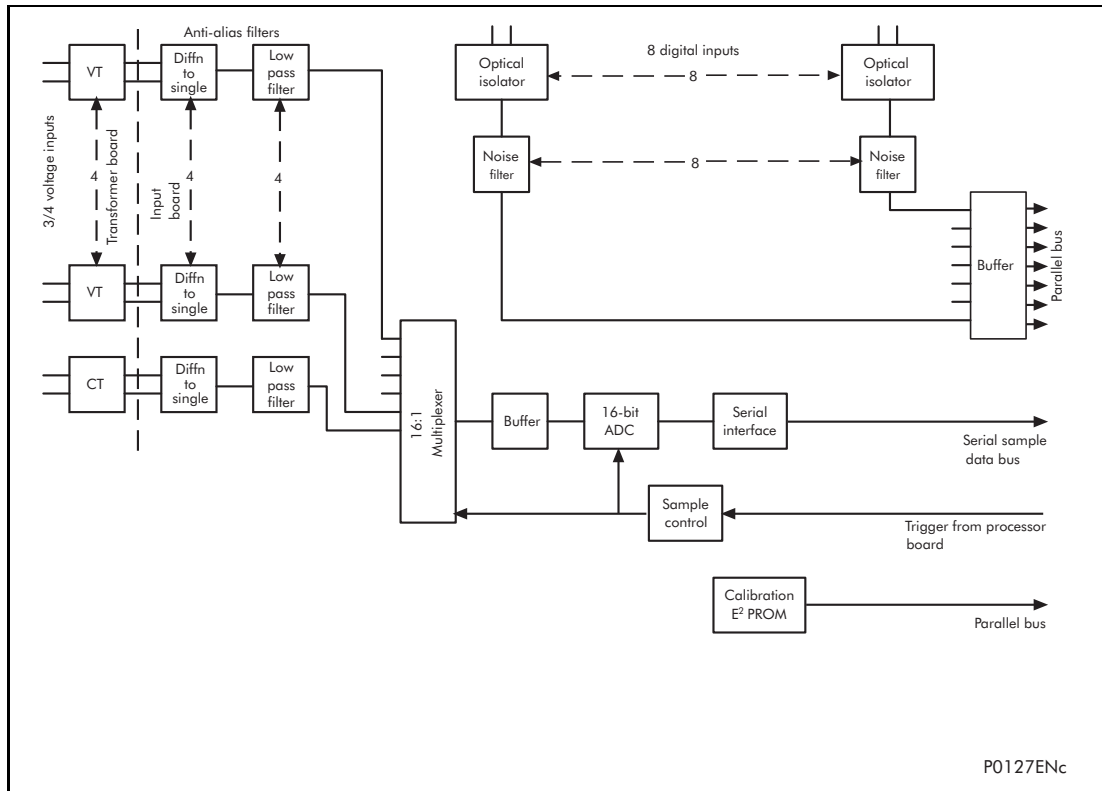 Anti-alias filters
VT
Diffn
to
single
Low
pass
filter
3/4 voltage inputs
4
Transformer board
Input
board
4
4
VT
Diffn
to
single
Low
pass
filter
CT
Diffn
to
single
Low
pass
filter
Optical
isolator
8 digital inputs
8
Optical
isolator
Noise
filter
8
Noise
filter
Buffer
Parallel bus
16:1
Multiplexer
Buffer
16-bit
ADC
Serial
interface
Serial sample
data bus
Sample
control
Trigger from processor
board
Calibration
E² PROM
Parallel bus
P0127ENc